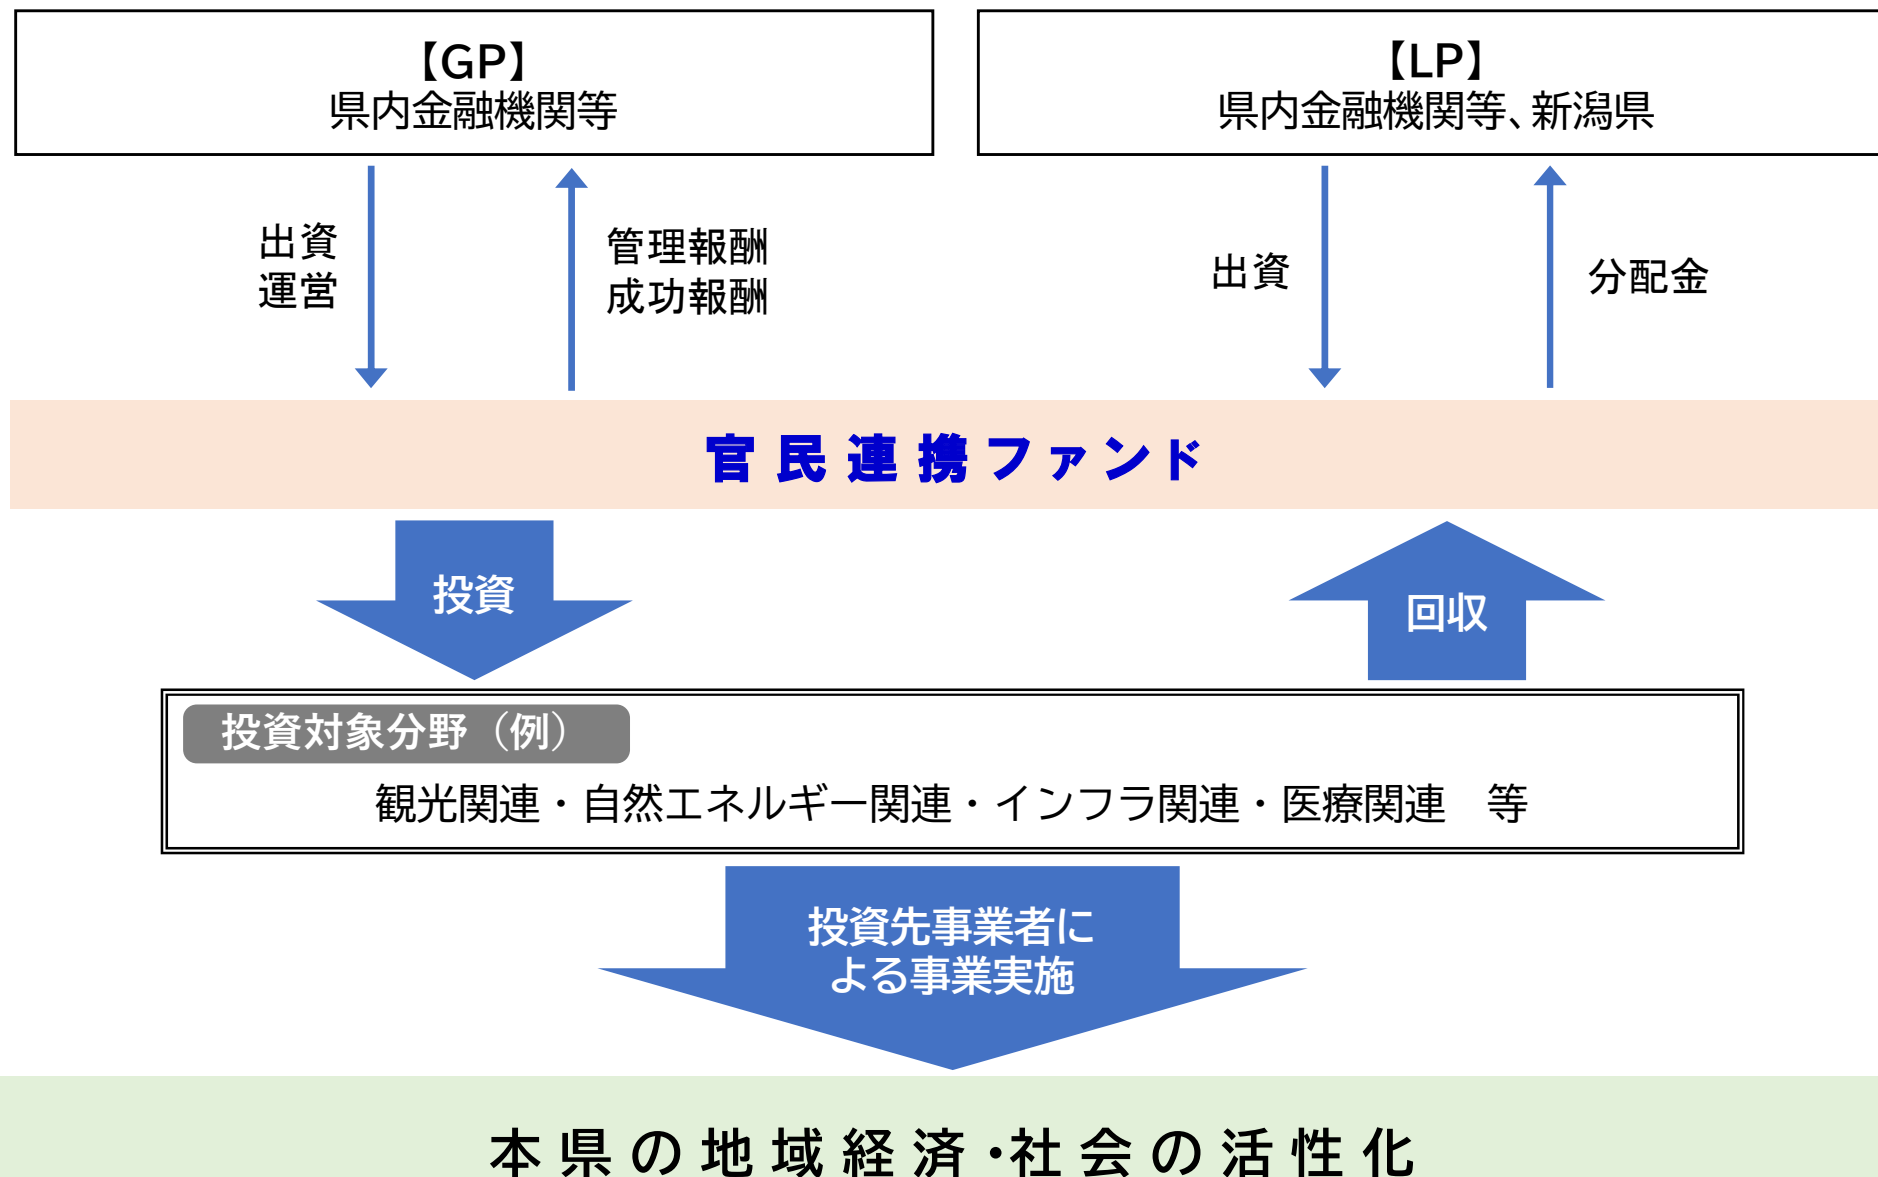 【GP】
県内金融機関等
【LP】
県内金融機関等、新潟県
出資
運営
管理報酬
成功報酬
出資
分配金
官民連携ファンド
投資
回収
投資対象分野（例）
観光関連・自然エネルギー関連・インフラ関連・医療関連　等
投資先事業者に
よる事業実施
本県の地域経済・社会の活性化